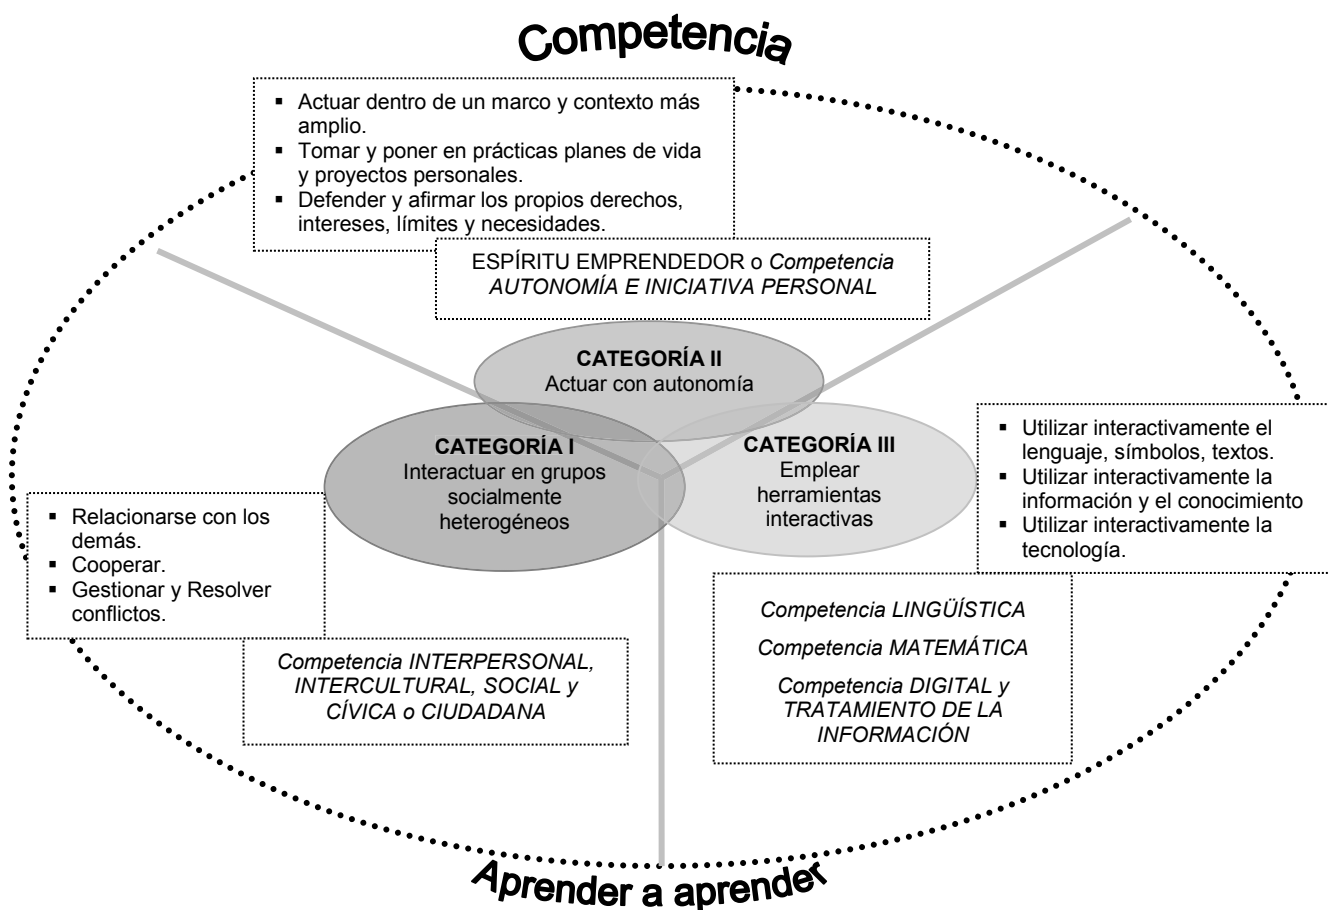 Competencia
▪ Actuar dentro de un marco y contexto más
amplio.
▪ Tomar y poner en prácticas planes de vida
y proyectos personales.
▪ Defender y afirmar los propios derechos,
intereses, límites y necesidades.
ESPÍRITU EMPRENDEDOR o Competencia
AUTONOMÍA E INICIATIVA PERSONAL
CATEGORÍA II
Actuar con autonomía
CATEGORÍA I
Interactuar en grupos
socialmente
heterogéneos
CATEGORÍA III
Emplear
herramientas
interactivas
▪ Utilizar interactivamente el
lenguaje, símbolos, textos.
▪ Utilizar interactivamente la
información y el conocimiento
▪ Utilizar interactivamente la
tecnología.
▪ Relacionarse con los
demás.
▪ Cooperar.
▪ Gestionar y Resolver
conflictos.
Competencia INTERPERSONAL,
INTERCULTURAL, SOCIAL y
CÍVICA o CIUDADANA
Competencia LINGÜÍSTICA
Competencia MATEMÁTICA
Competencia DIGITAL y
TRATAMIENTO DE LA
INFORMACIÓN
Aprender a aprender